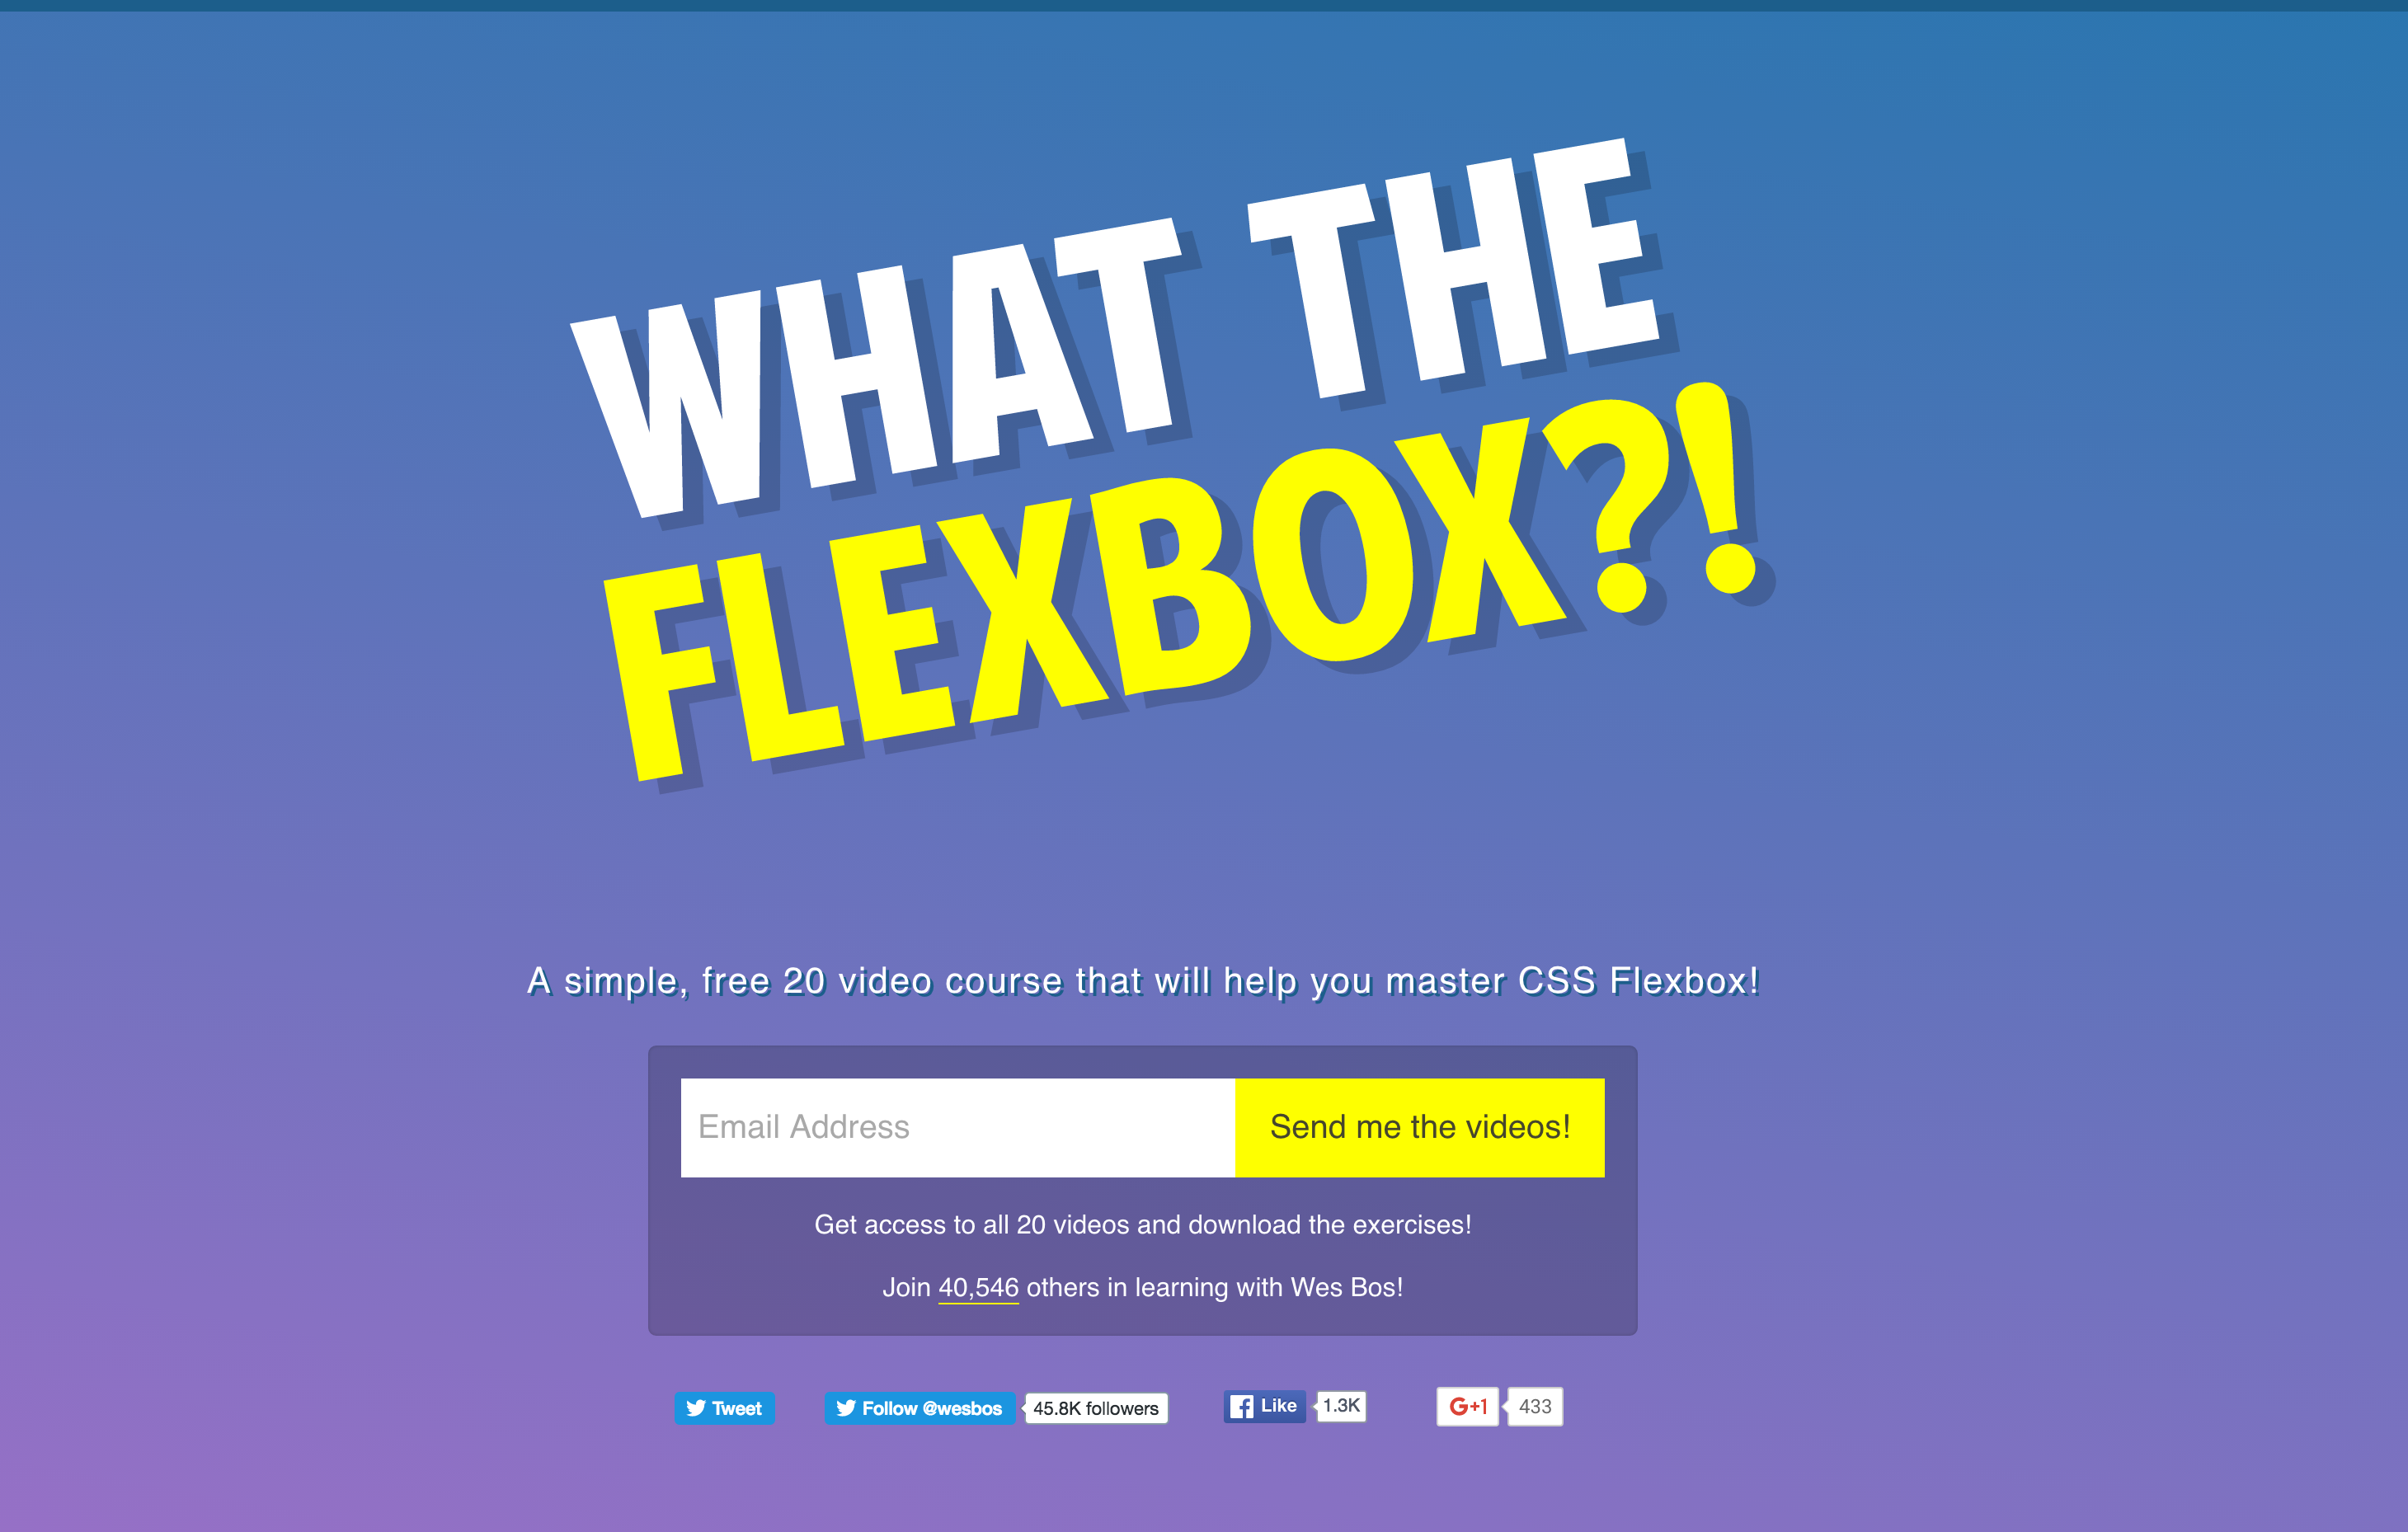 WHAT THE
FLEXBOX?!
A simple, free 20 video course that will help you master CSS Flexbox!
Email Address
Send me the videos!
Get access to all 20 videos and download the exercises!
Join 40,546 others in learning with Wes Bos!
Tweet
Follow @wesbos
45.8K followers
Like
1.3K
G+1
433